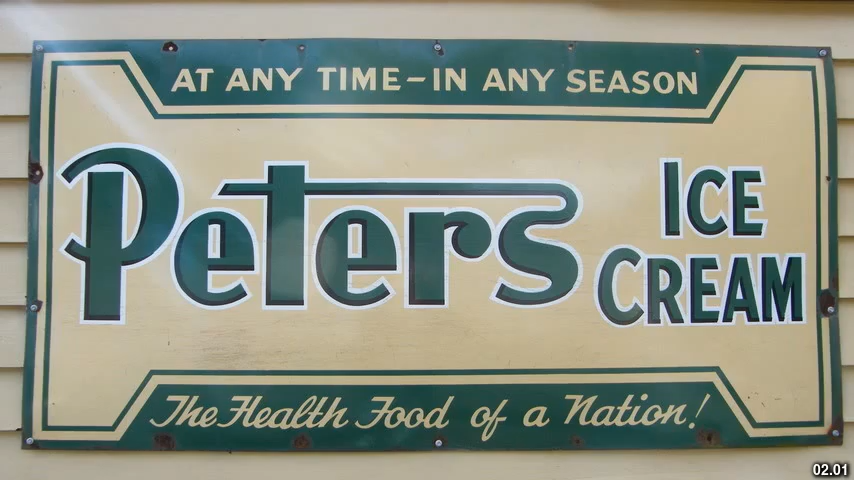 AT ANY TIME–IN ANY SEASON
Peters
ICE
CREAM
The Health Food of a Nation!
02.01